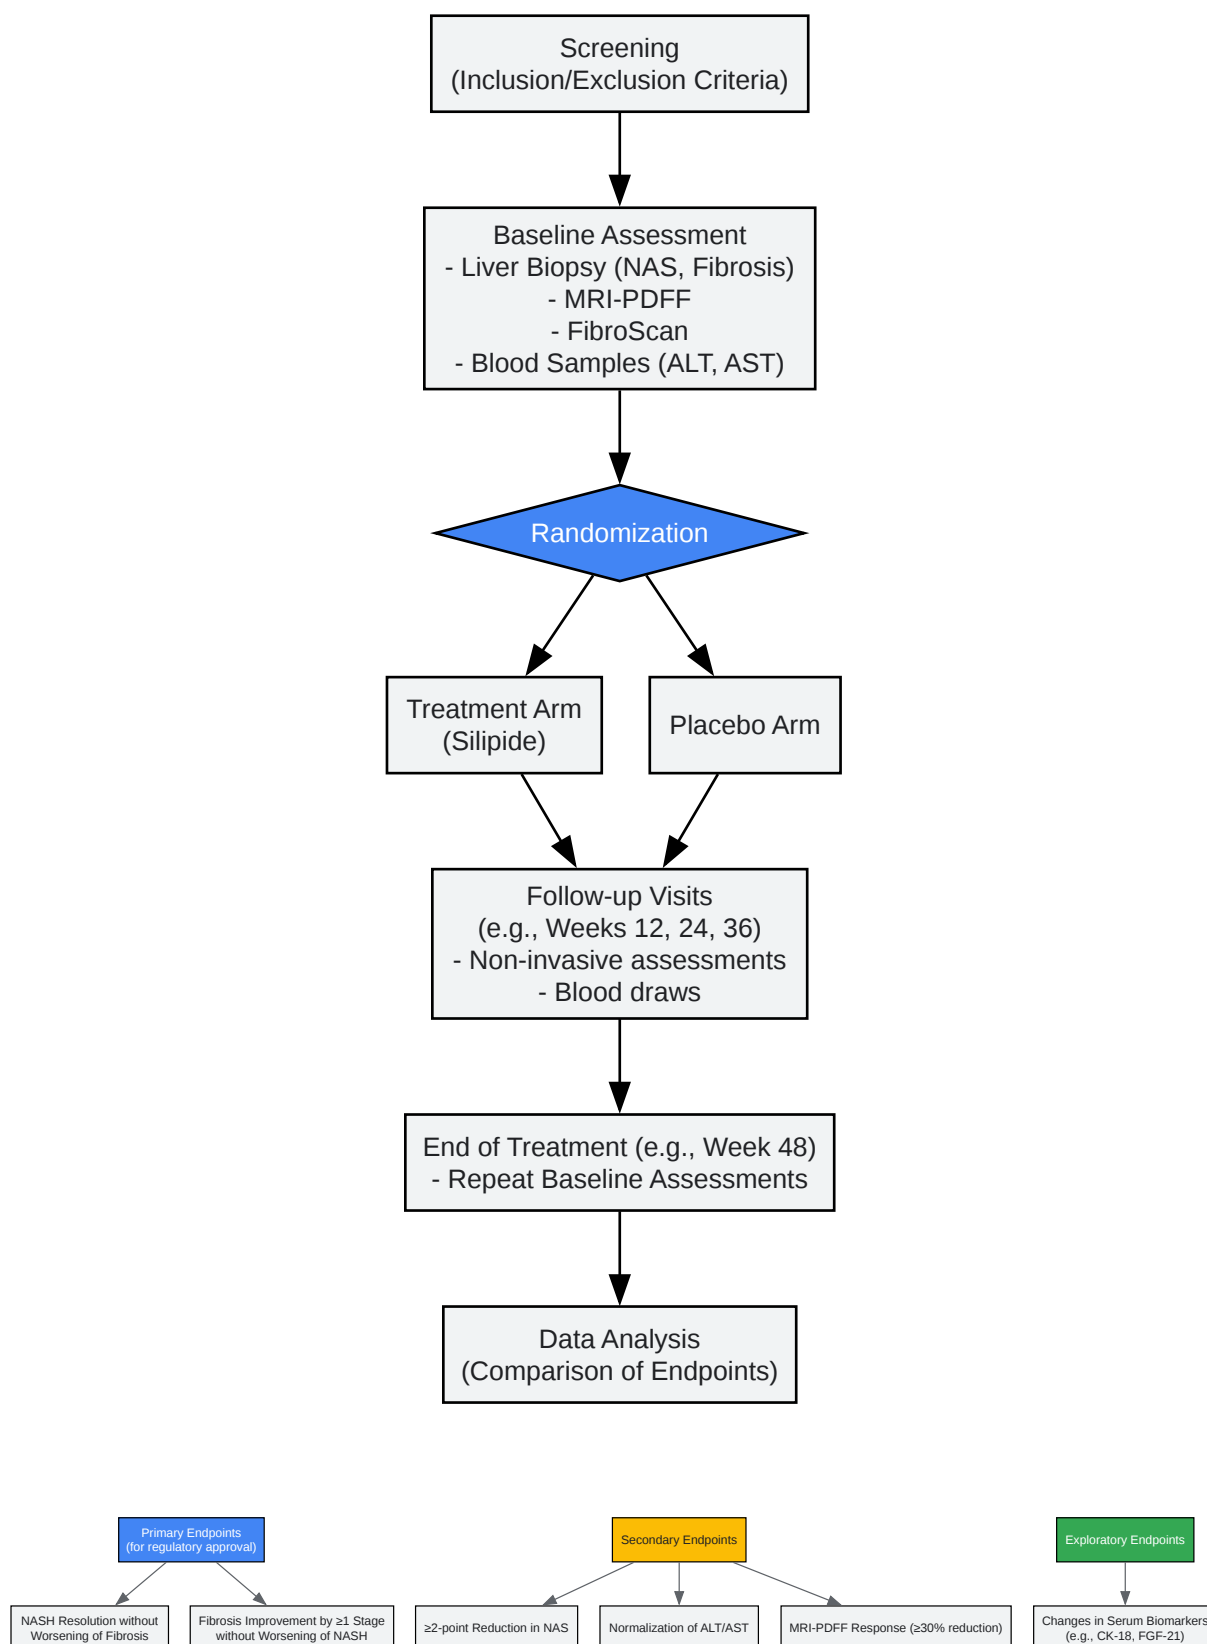 Screening
(Inclusion/Exclusion Criteria)
Baseline Assessment
- Liver Biopsy (NAS, Fibrosis)
- MRI-PDFF
- FibroScan
- Blood Samples (ALT, AST)
Randomization
Treatment Arm
(Silipide)
Placebo Arm
Follow-up Visits
(e.g., Weeks 12, 24, 36)
- Non-invasive assessments
- Blood draws
End of Treatment (e.g., Week 48)
- Repeat Baseline Assessments
Data Analysis
(Comparison of Endpoints)
Primary Endpoints
(for regulatory approval)
NASH Resolution without
Worsening of Fibrosis
Fibrosis Improvement by ≥1 Stage
without Worsening of NASH
Secondary Endpoints
≥2-point Reduction in NAS
Normalization of ALT/AST
MRI-PDFF Response (≥30% reduction)
Exploratory Endpoints
Changes in Serum Biomarkers
(e.g., CK-18, FGF-21)